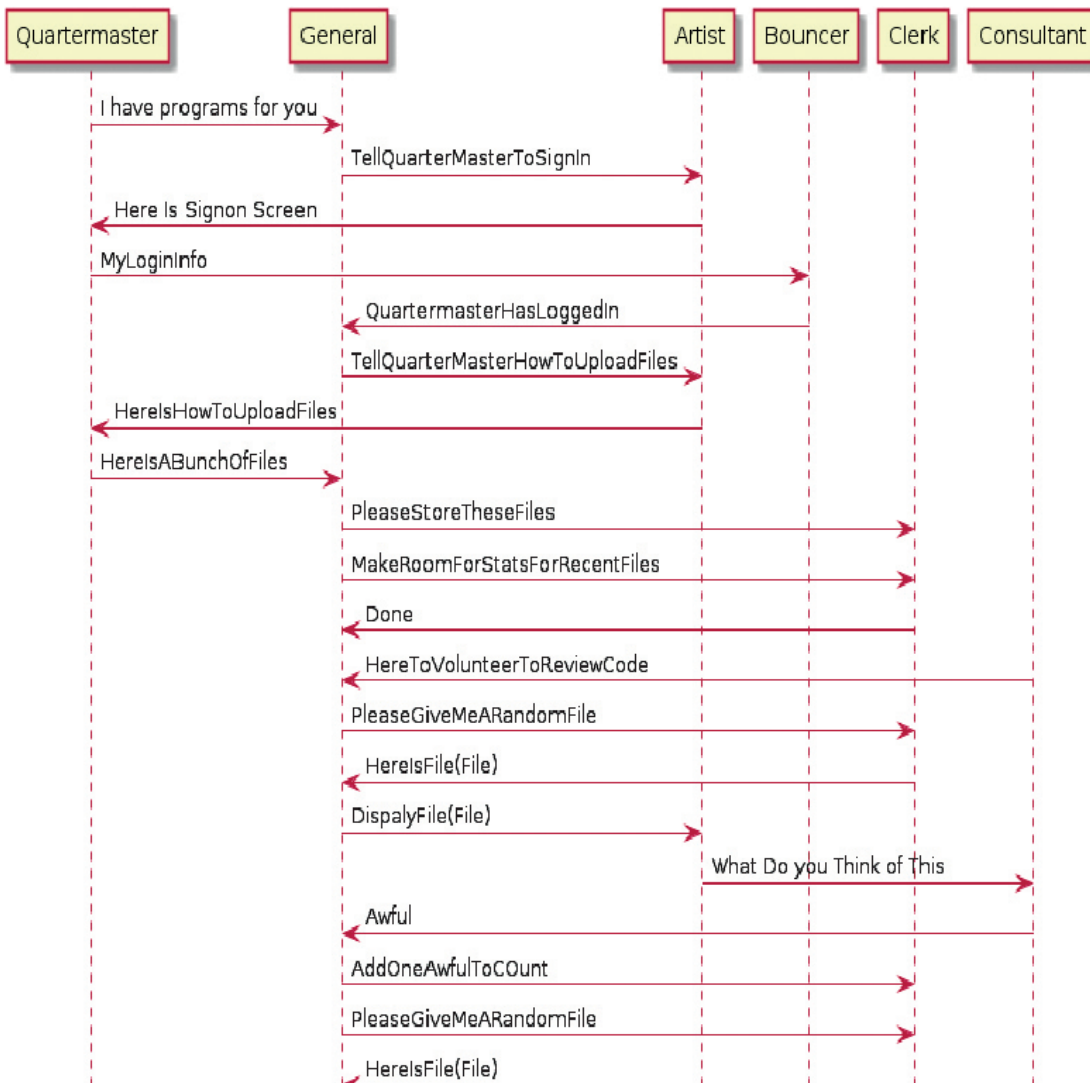 Quartermaster General Artist Bouncer Clerk Consultant
I have programs for you
TellQuarterMasterToSignIn
Here Is Signon Screen
MyLoginInfo
QuartermasterHasLoggedIn
TellQuarterMasterHowToUploadFiles
HereIsHowToUploadFiles
HereIsABunchOfFiles
PleaseStoreTheseFiles
MakeRoomForStatsForRecentFiles
Done
HereToVolunteerToReviewCode
PleaseGiveMeARandomFile
HereIsFile(File)
DispalyFile(File)
What Do you Think of This
Awful
AddOneAwfulToCOunt
PleaseGiveMeARandomFile
HereIsFile(File)